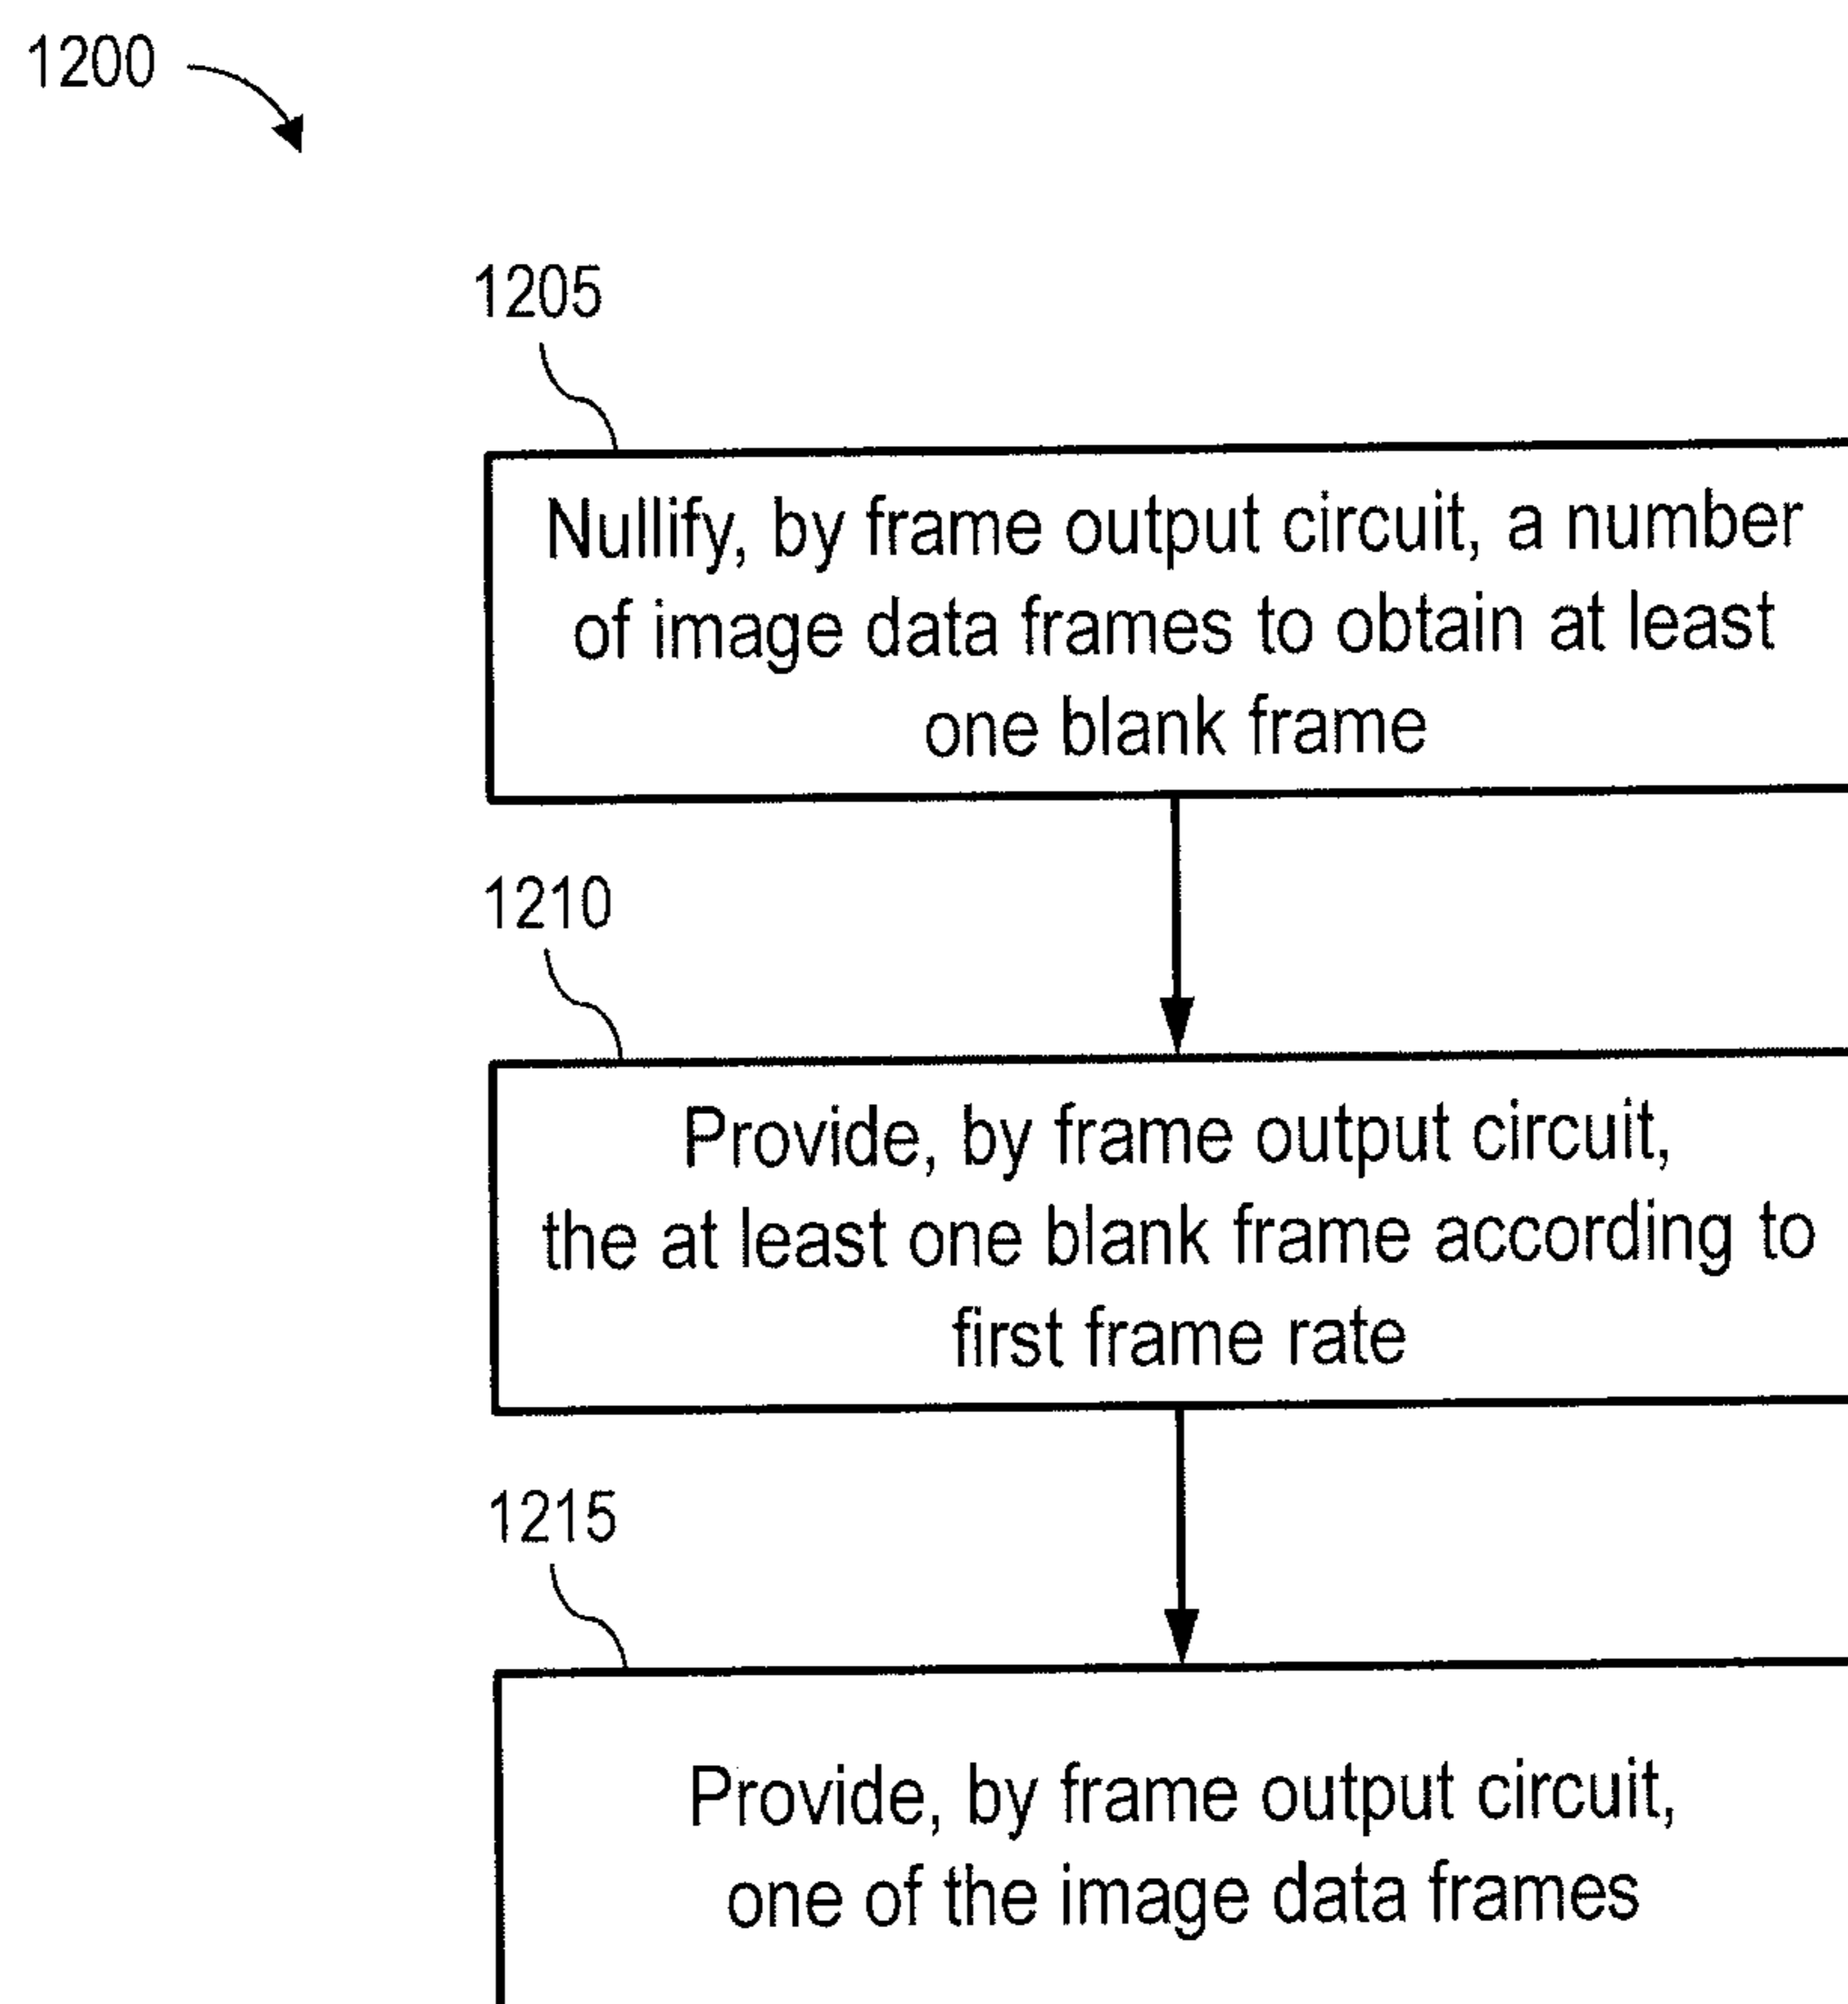 1200
1205
Nullify, by frame output circuit, a number
of image data frames to obtain at least
one blank frame
1210
Provide, by frame output circuit,
the at least one blank frame according to
first frame rate
1215
Provide, by frame output circuit,
one of the image data frames